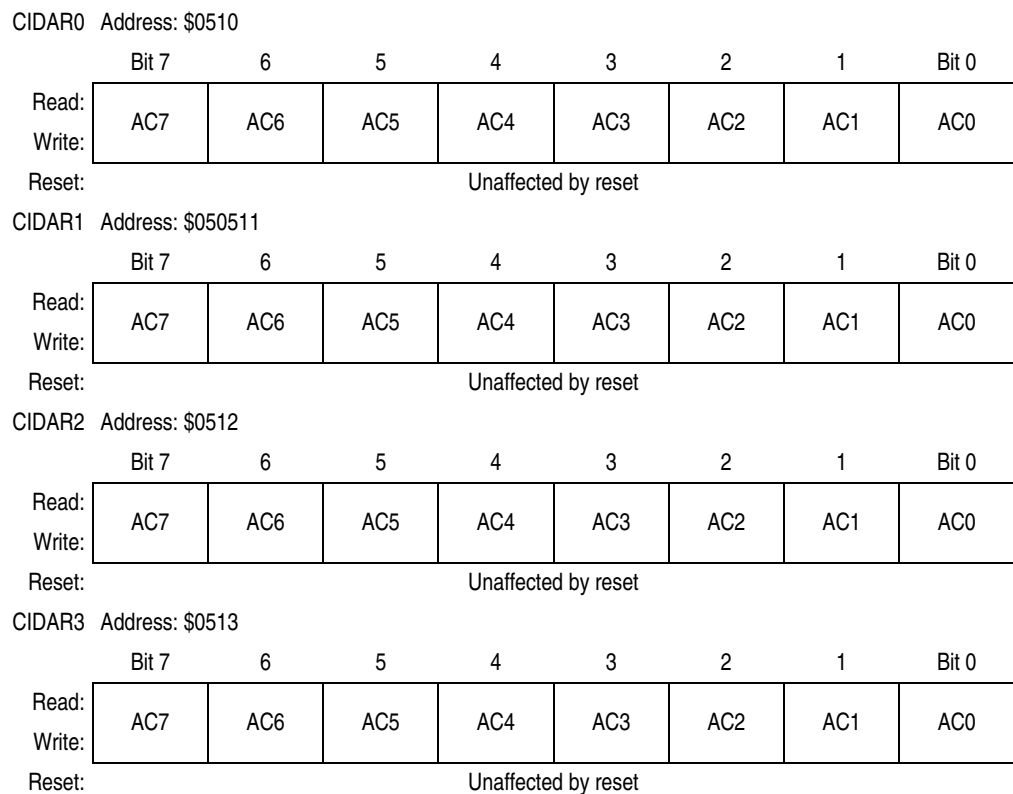 CIDAR0 Address: $0510
Bit 7 6 5 4 3 2 1 Bit 0
Read:
AC7 AC6 AC5 AC4 AC3 AC2 AC1 AC0
Write:
Reset: Unaffected by reset
CIDAR1 Address: $050511
Bit 7 6 5 4 3 2 1 Bit 0
Read:
AC7 AC6 AC5 AC4 AC3 AC2 AC1 AC0
Write:
Reset: Unaffected by reset
CIDAR2 Address: $0512
Bit 7 6 5 4 3 2 1 Bit 0
Read:
AC7 AC6 AC5 AC4 AC3 AC2 AC1 AC0
Write:
Reset: Unaffected by reset
CIDAR3 Address: $0513
Bit 7 6 5 4 3 2 1 Bit 0
Read:
AC7 AC6 AC5 AC4 AC3 AC2 AC1 AC0
Write:
Reset: Unaffected by reset